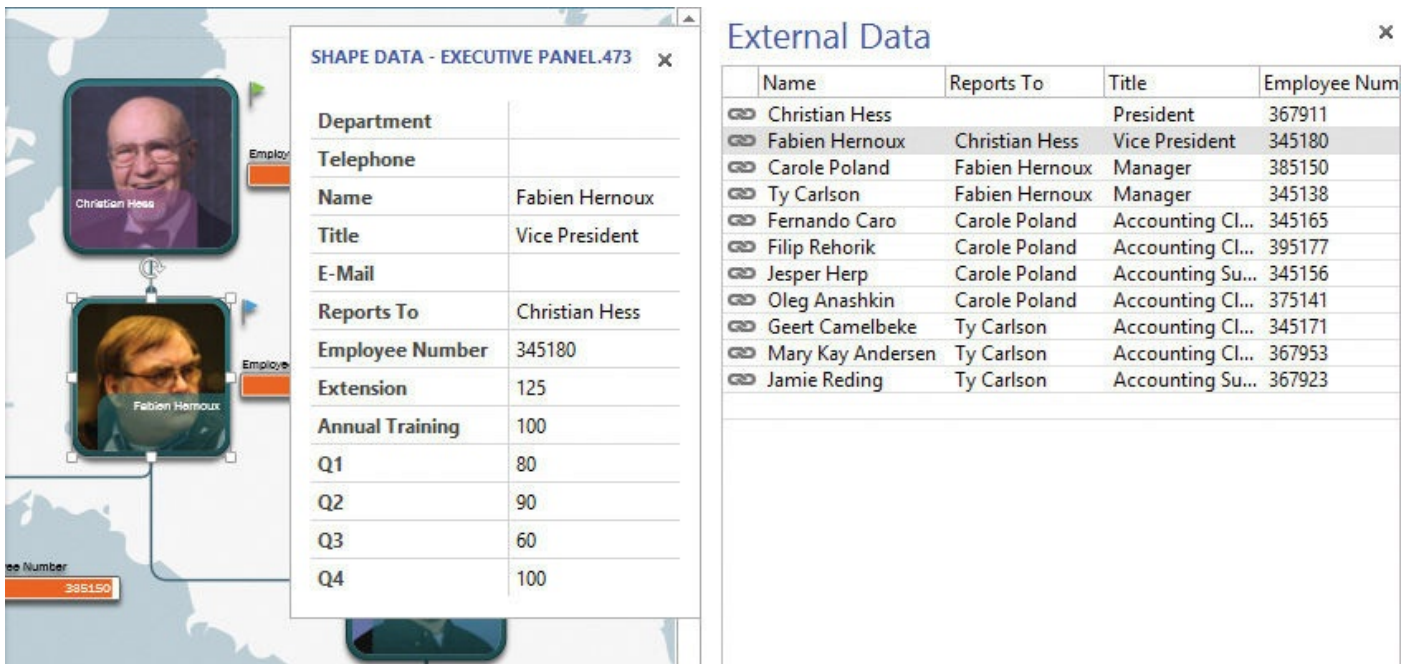 Christian Hess
Employ
Fabien Hernoux
Employe
ee Number
385150
SHAPE DATA - EXECUTIVE PANEL.473
Department
Telephone
Name Fabien Hernoux
Title Vice President
E-Mail
Reports To Christian Hess
Employee Number 345180
Extension 125
Annual Training 100
Q1 80
Q2 90
Q3 60
Q4 100
External Data
Name Reports To Title Employee Num
Christian Hess President 367911
Fabien Hernoux Christian Hess Vice President 345180
Carole Poland Fabien Hernoux Manager 385150
Ty Carlson Fabien Hernoux Manager 345138
Fernando Caro Carole Poland Accounting Cl... 345165
Filip Rehorik Carole Poland Accounting Cl... 395177
Jesper Herp Carole Poland Accounting Su... 345156
Oleg Anashkin Carole Poland Accounting Cl... 375141
Geert Camelbeke Ty Carlson Accounting Cl... 345171
Mary Kay Andersen Ty Carlson Accounting Cl... 367953
Jamie Reding Ty Carlson Accounting Su... 367923